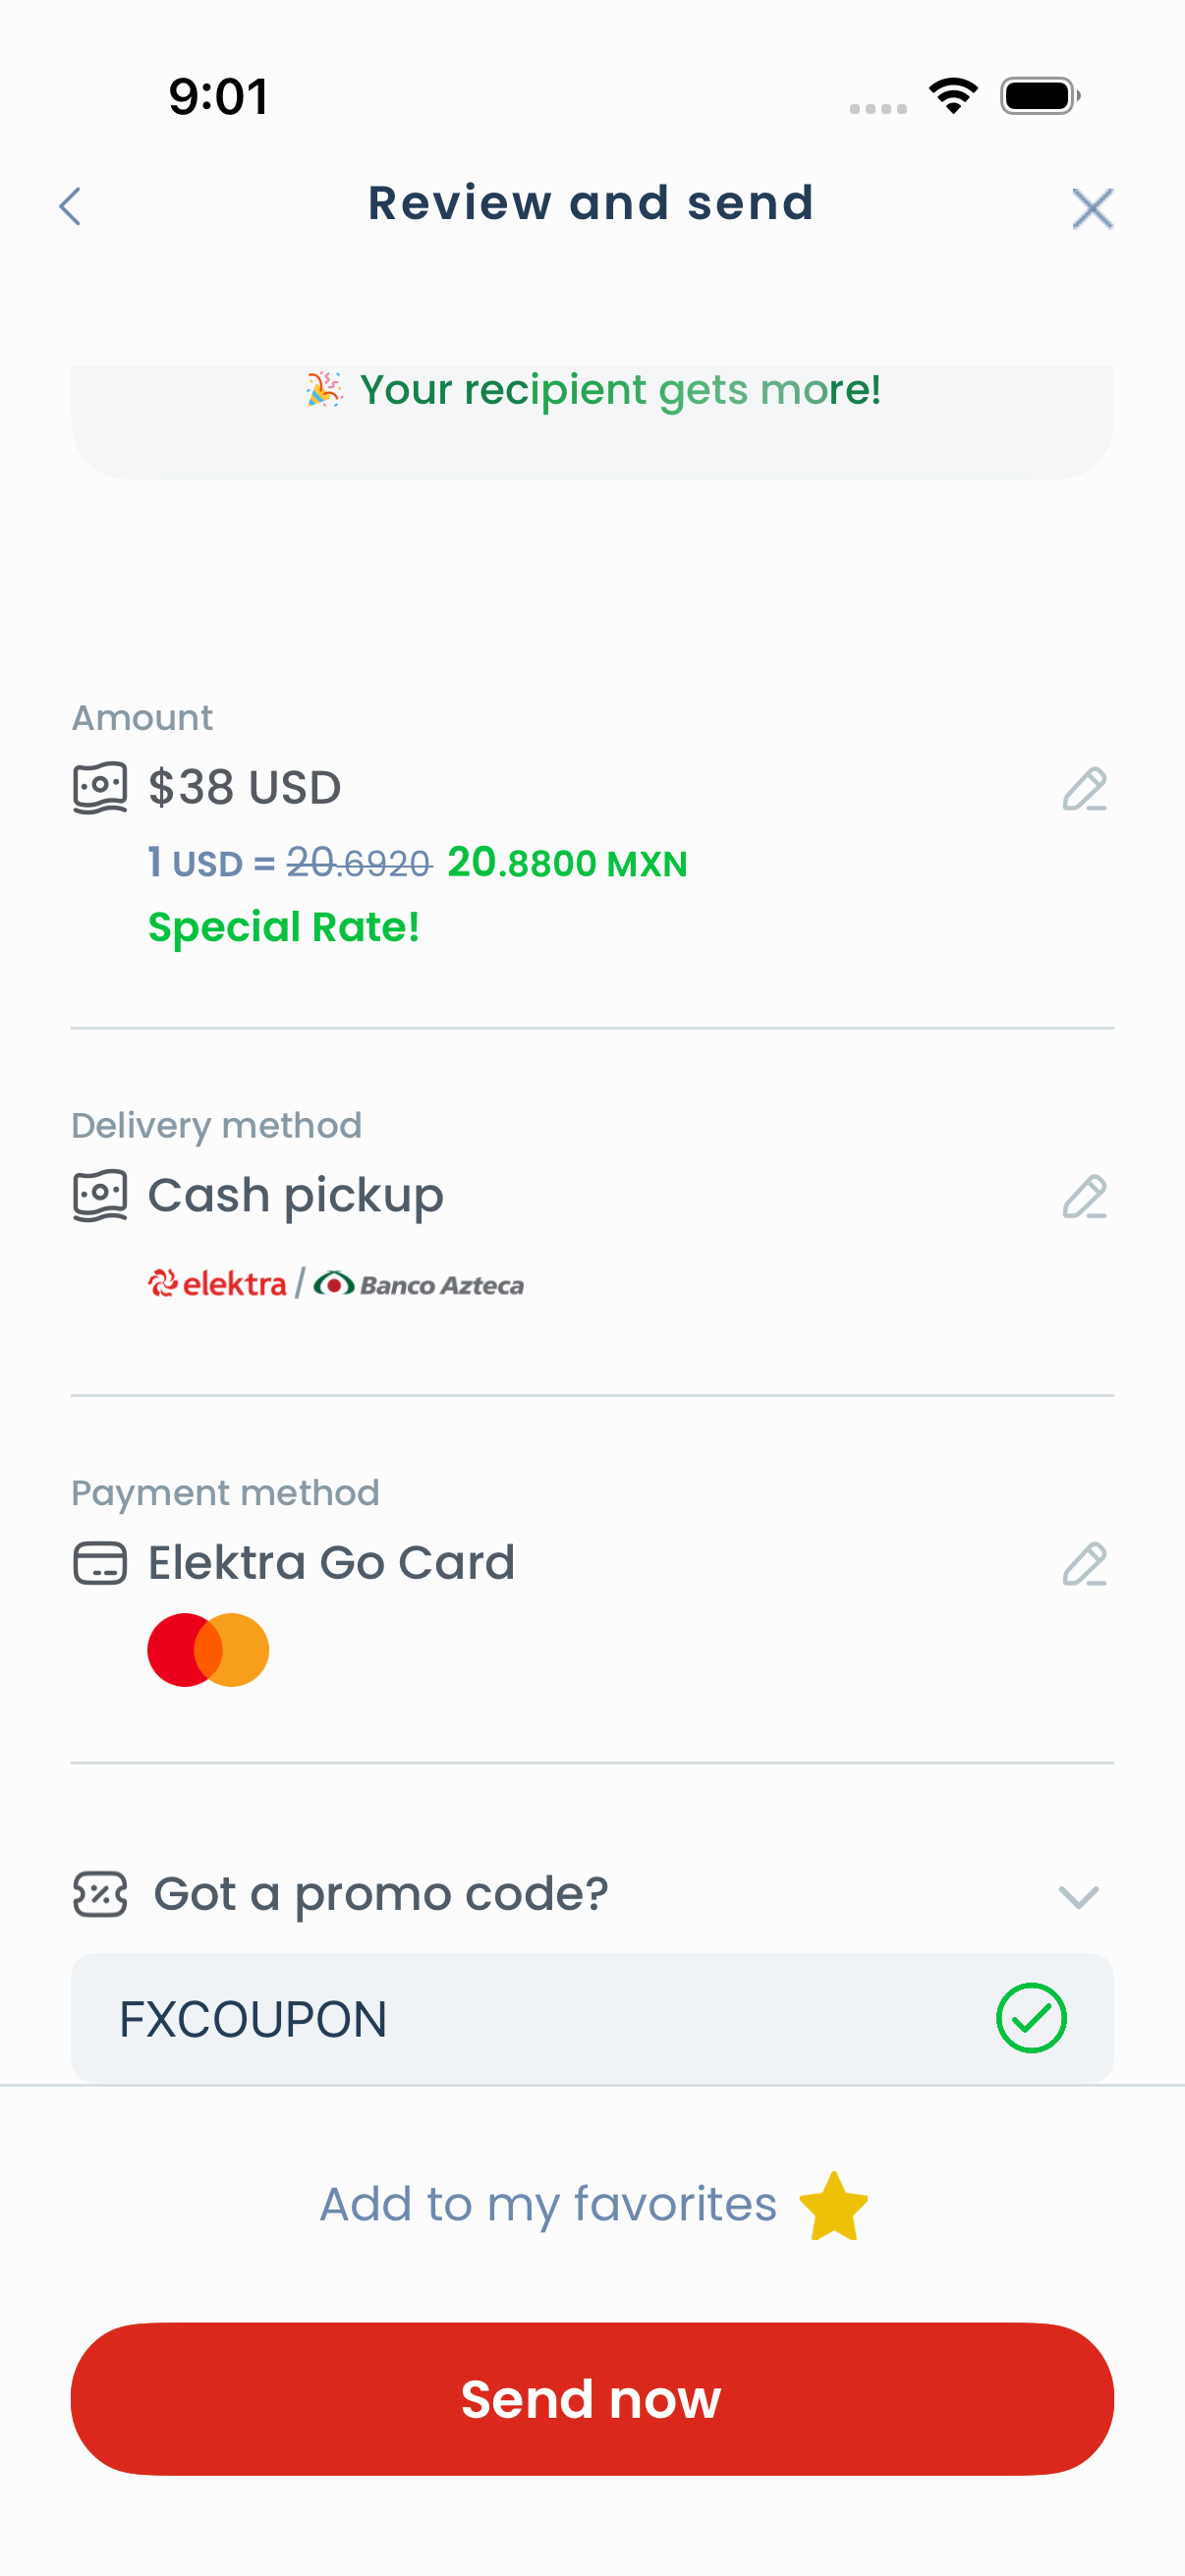 9:01
Review and send
🎉 Your recipient gets more!
Amount
$38 USD
1 USD = 20.6920 20.8800 MXN
Special Rate!
Delivery method
Cash pickup
elektra / Banco Azteca
Payment method
Elektra Go Card
Got a promo code?
FXCOUPON
Add to my favorites
Send now